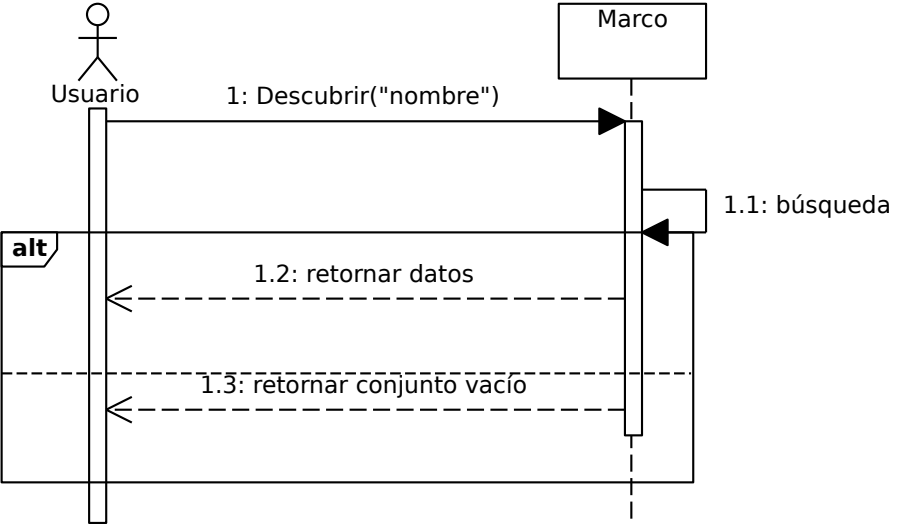 Marco
Usuario
1: Descubrir("nombre")
1.1: búsqueda
alt
1.2: retornar datos
1.3: retornar conjunto vacío